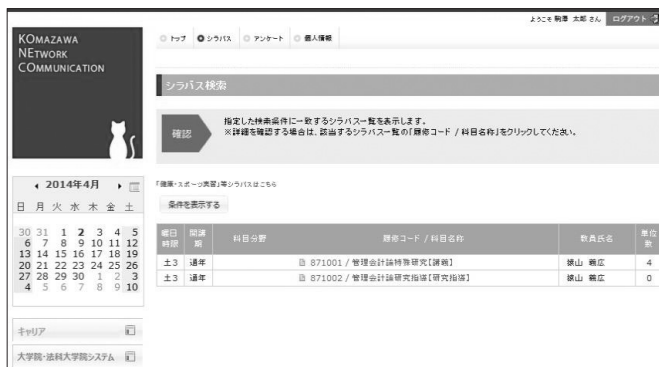 ようこそ 駒澤 太郎 さん ログアウト
KOMAZAWA
NETWORK
COMMUNICATION
トップ シラバス アンケート 個人情報
シラバス検索
確認
指定した検索条件に一致するシラバス一覧を表示します。
※詳細を確認する場合は、該当するシラバス一覧の「履修コード / 科目名称」をクリックしてください。
2014年4月
日 月 火 水 木 金 土
30 31 1 2 3 4 5
6 7 8 9 10 11 12
13 14 15 16 17 18 19
20 21 22 23 24 25 26
27 28 29 30 1 2 3
4 5 6 7 8 9 10
キャリア
大学院・法科大学院システム
「健康・スポーツ実習」等シラバスはこちら
条件を表示する
曜日時限 開講期 科目分野 履修コード / 科目名称 教員氏名 単位数
土3 通年 871001 / 管理会計論特殊研究【講義】 義広 4
土3 通年 871002 / 管理会計論研究指導【研究指導】 義広 0